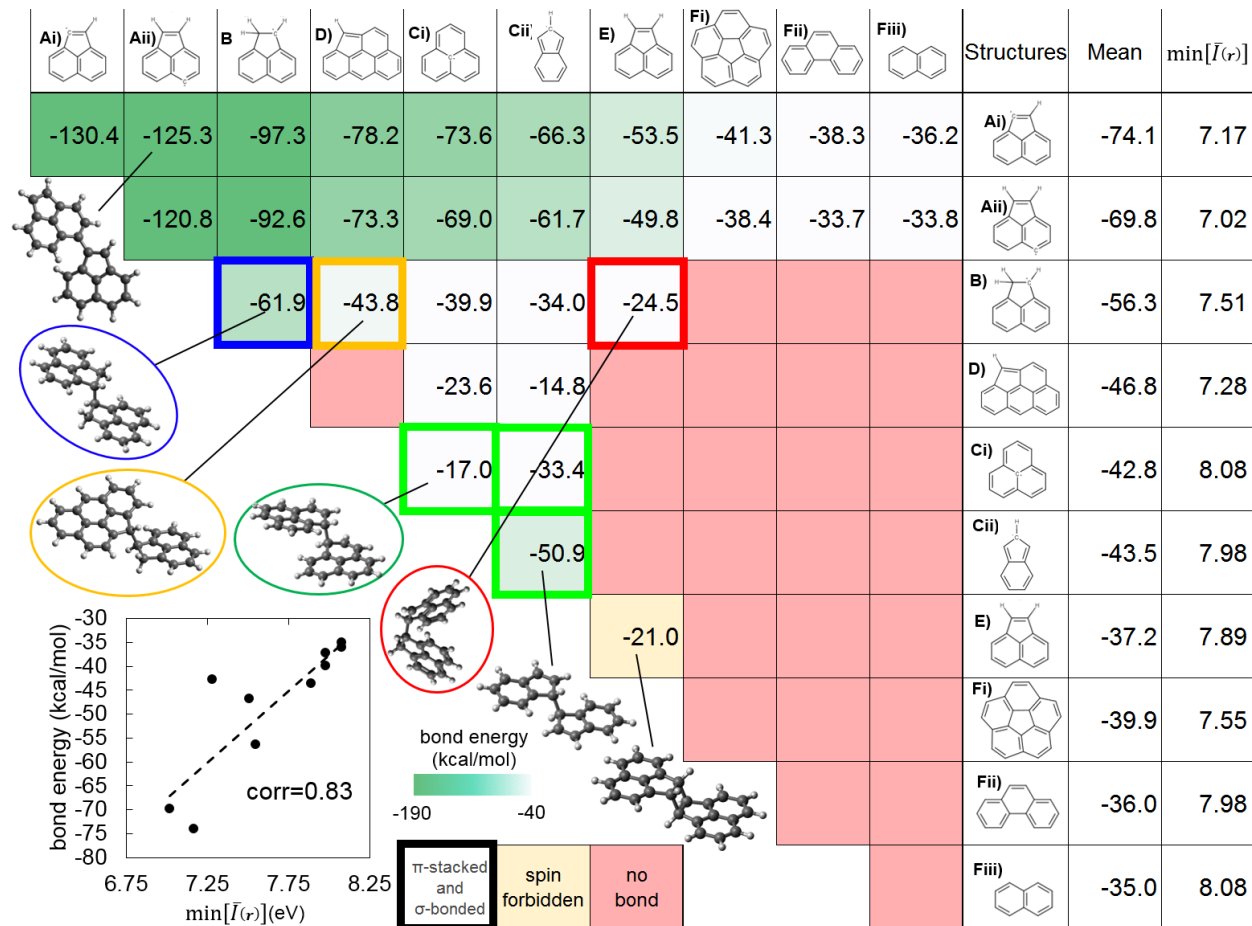 Ai) Aii) B D) Ci) Cii) E) Fi) Fii) Fiii) Structures Mean min[Ī(r)]
-130.4 -125.3 -97.3 -78.2 -73.6 -66.3 -53.5 -41.3 -38.3 -36.2 Ai) -74.1 7.17
-120.8 -92.6 -73.3 -69.0 -61.7 -49.8 -38.4 -33.7 -33.8 Aii) -69.8 7.02
-61.9 -43.8 -39.9 -34.0 -24.5 B) -56.3 7.51
-23.6 -14.8 D) -46.8 7.28
-17.0 -33.4 Ci) -42.8 8.08
-50.9 Cii) -43.5 7.98
-21.0 E) -37.2 7.89
Fi) -39.9 7.55
Fii) -36.0 7.98
Fiii) -35.0 8.08
bond energy (kcal/mol)
-30
-35
-40
-45
-50
-55
-60
-65
-70
-75
-80
corr=0.83
6.75 7.25 7.75 8.25
min[Ī(r)](eV)
bond energy
(kcal/mol)
-190 -40
π-stacked
and
σ-bonded
spin
forbidden
no
bond